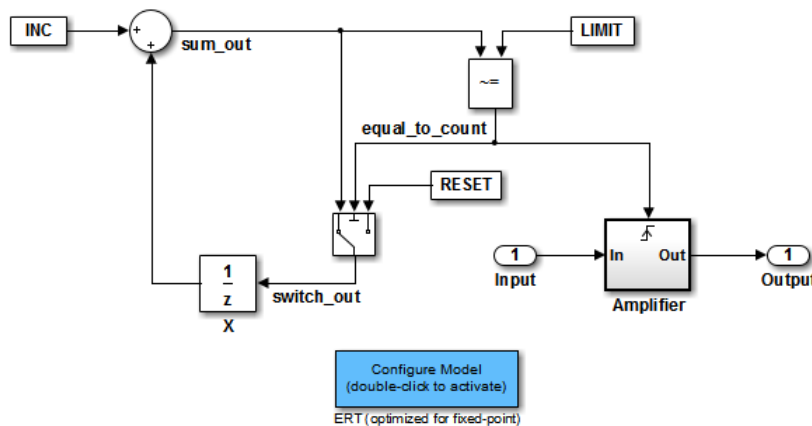 INC
+
+
sum_out
LIMIT
~=
equal_to_count
RESET
1
z
X
switch_out
1
Input
In
Out
Amplifier
1
Output
Configure Model
(double-click to activate)
ERT (optimized for fixed-point)